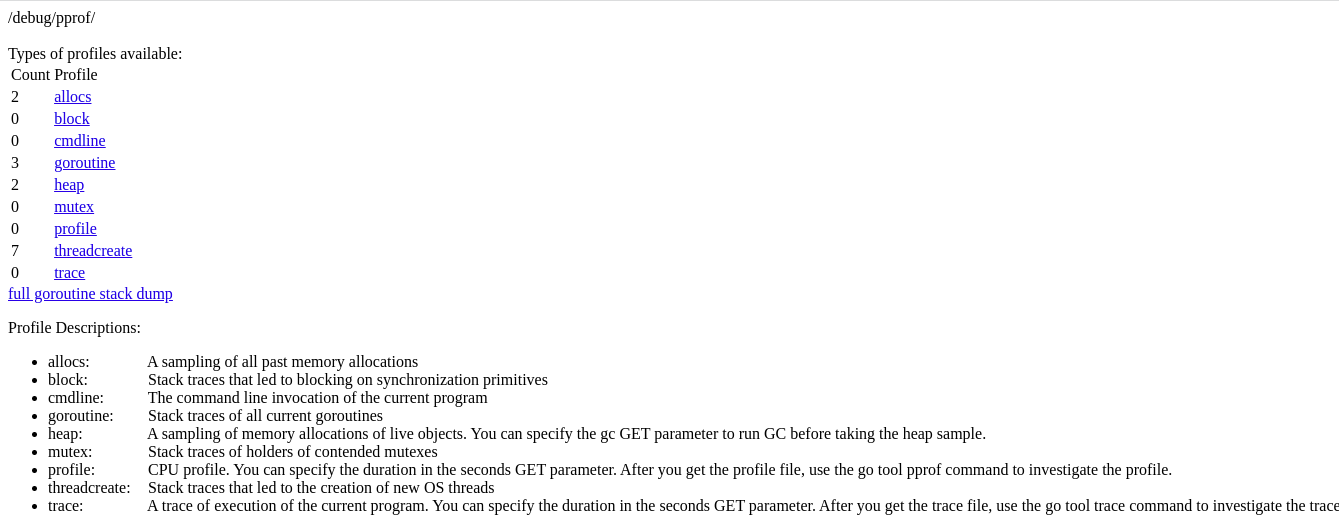 /debug/pprof/
Types of profiles available:
Count Profile
2 allocs
0 block
0 cmdline
3 goroutine
2 heap
0 mutex
0 profile
7 threadcreate
0 trace
full goroutine stack dump
Profile Descriptions:
• allocs: A sampling of all past memory allocations
• block: Stack traces that led to blocking on synchronization primitives
• cmdline: The command line invocation of the current program
• goroutine: Stack traces of all current goroutines
• heap: A sampling of memory allocations of live objects. You can specify the gc GET parameter to run GC before taking the heap sample.
• mutex: Stack traces of holders of contended mutexes
• profile: CPU profile. You can specify the duration in the seconds GET parameter. After you get the profile file, use the go tool pprof command to investigate the profile.
• threadcreate: Stack traces that led to the creation of new OS threads
• trace: A trace of execution of the current program. You can specify the duration in the seconds GET parameter. After you get the trace file, use the go tool trace command to investigate the trace